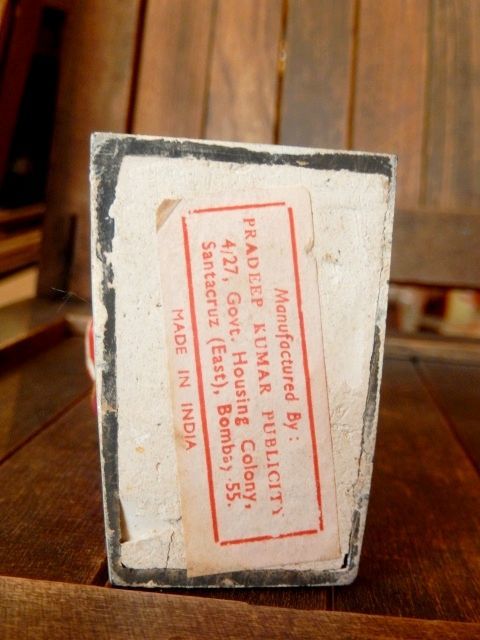 Manufactured By :
PRADEEP KUMAR PUBLICITY
4/27, Govt. Housing Colony,
Santacruz (East), Bombay 55.
MADE IN INDIA